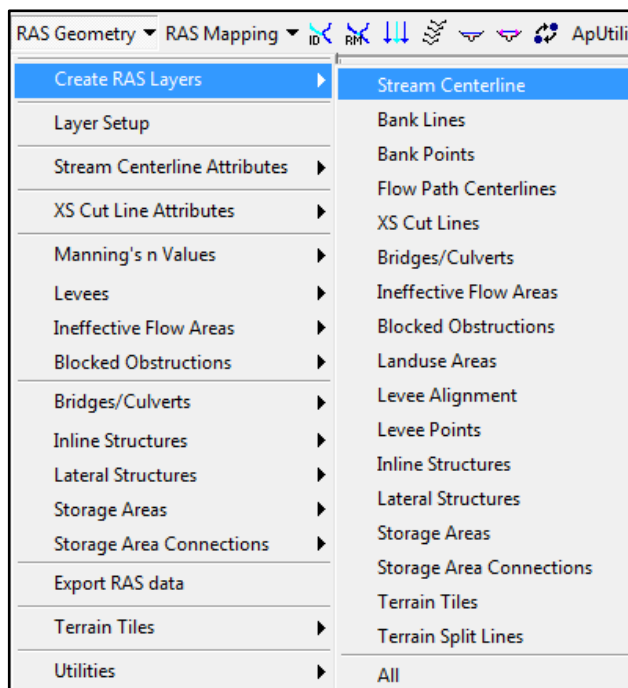 RAS Geometry RAS Mapping ID RM ApUtili
Create RAS Layers
Layer Setup
Stream Centerline Attributes
XS Cut Line Attributes
Manning's n Values
Levees
Ineffective Flow Areas
Blocked Obstructions
Bridges/Culverts
Inline Structures
Lateral Structures
Storage Areas
Storage Area Connections
Export RAS data
Terrain Tiles
Utilities
Stream Centerline
Bank Lines
Bank Points
Flow Path Centerlines
XS Cut Lines
Bridges/Culverts
Ineffective Flow Areas
Blocked Obstructions
Landuse Areas
Levee Alignment
Levee Points
Inline Structures
Lateral Structures
Storage Areas
Storage Area Connections
Terrain Tiles
Terrain Split Lines
All